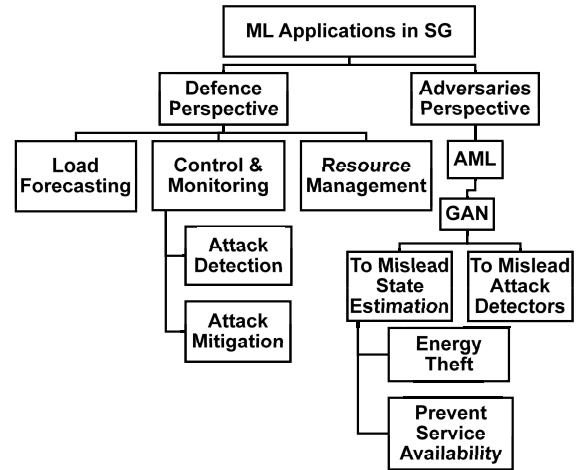 ML Applications in SG
Defence
Perspective
Adversaries
Perspective
Load
Forecasting
Control &
Monitoring
Resource
Management
AML
GAN
Attack
Detection
Attack
Mitigation
To Mislead
State
Estimation
To Mislead
Attack
Detectors
Energy
Theft
Prevent
Service
Availability